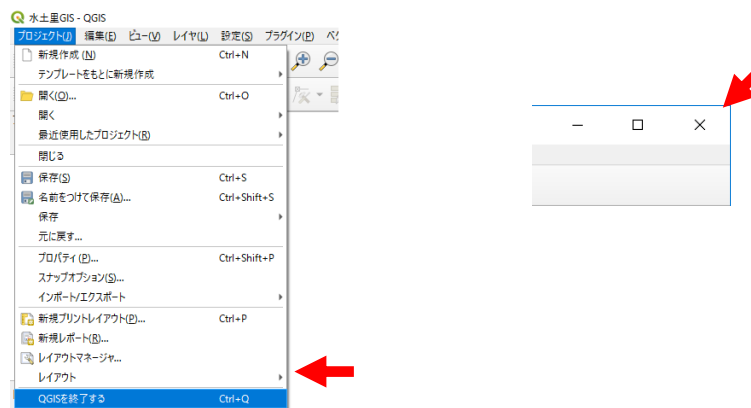 水土里GIS - QGIS
プロジェクト(J) 編集(E) ビュー(V) レイヤ(L) 設定(S) プラグイン(P)
新規作成 (N) Ctrl+N
テンプレートをもとに新規作成
開く(O)... Ctrl+O
開く
最近使用したプロジェクト(R)
閉じる
保存(S) Ctrl+S
名前をつけて保存(A)... Ctrl+Shift+S
保存
元に戻す...
プロパティ (P)... Ctrl+Shift+P
スナップオプション(S)...
インポート/エクスポート
新規プリントレイアウト(P)... Ctrl+P
新規レポート(R)...
レイアウトマネージャ...
レイアウト
QGISを終了する Ctrl+Q